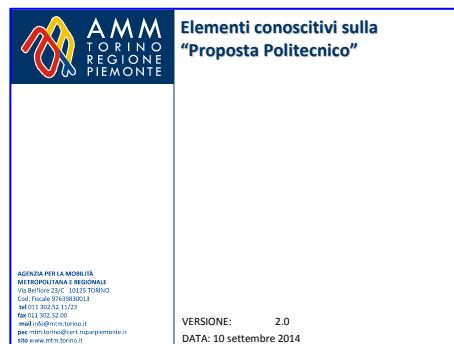 AMM
TORINO
REGIONE
PIEMONTE
Elementi conoscitivi sulla
“Proposta Politecnico”
AGENZIA PER LA MOBILITÀ
METROPOLITANA E REGIONALE
Via Belfiore 23/C 10125 TORINO
Cod. Fiscale 97639830013
tel 011 302.52.11/23
fax 011 302.52.00
mail info@mtm.torino.it
pec mtm.torino@cert.ruparpiemonte.it
sito www.mtm.torino.it
VERSIONE: 2.0
DATA: 10 settembre 2014